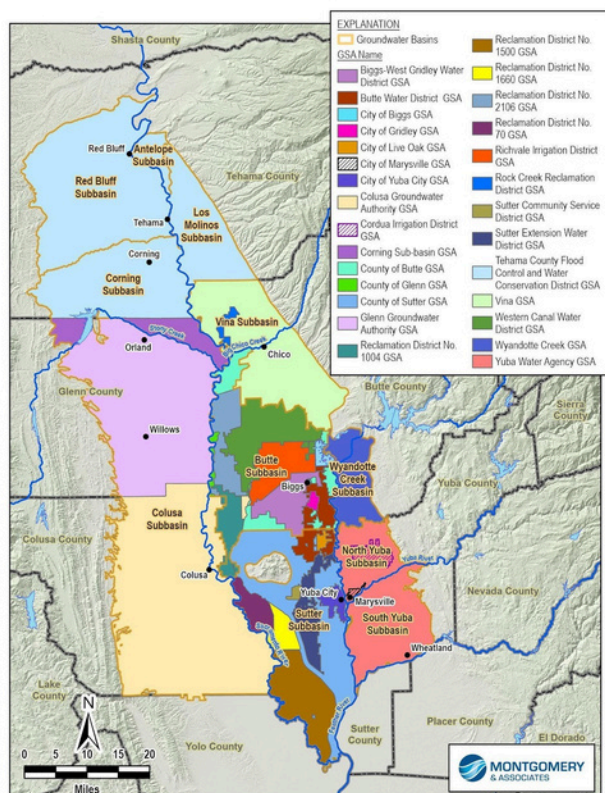 EXPLANATION
Groundwater Basins
GSA Name
Biggs-West Gridley Water
District GSA
Butte Water District GSA
City of Biggs GSA
City of Gridley GSA
City of Live Oak GSA
City of Marysville GSA
City of Yuba City GSA
Colusa Groundwater
Authority GSA
Cordua Irrigation District
GSA
Corning Sub-basin GSA
County of Butte GSA
County of Glenn GSA
County of Sutter GSA
Glenn Groundwater
Authority GSA
Reclamation District No.
1004 GSA
Reclamation District No.
1500 GSA
Reclamation District No.
1660 GSA
Reclamation District No.
2106 GSA
Reclamation District No.
70 GSA
Richvale Irrigation District
GSA
Rock Creek Reclamation
District GSA
Sutter Community Service
District GSA
Sutter Extension Water
District GSA
Tehama County Flood
Control and Water
Conservation District GSA
Vina GSA
Western Canal Water
District GSA
Wyandotte Creek GSA
Yuba Water Agency GSA
Shasta County
Red Bluff
Antelope
Subbasin
Red Bluff
Subbasin
Tehama County
Tehama
Los
Molinos
Subbasin
Corning
Corning
Subbasin
Vina Subbasin
Stony Creek
Orland
Big Chico Creek
Chico
Glenn County
Butte County
Sierra
County
Willows
Butte
Subbasin
Wyandotte
Creek
Subbasin
Biggs
Yuba County
Colusa
Subbasin
Colusa County
North Yuba
Subbasin
Yuba River
Colusa
Yuba City
Marysville
Nevada County
Sutter
Subbasin
South Yuba
Subbasin
Wheatland
Feather River
Lake
County
N
Yolo County
Sutter
County
Placer County
El Dorado
0 5 10 15 20
Miles
MONTGOMERY
& ASSOCIATES